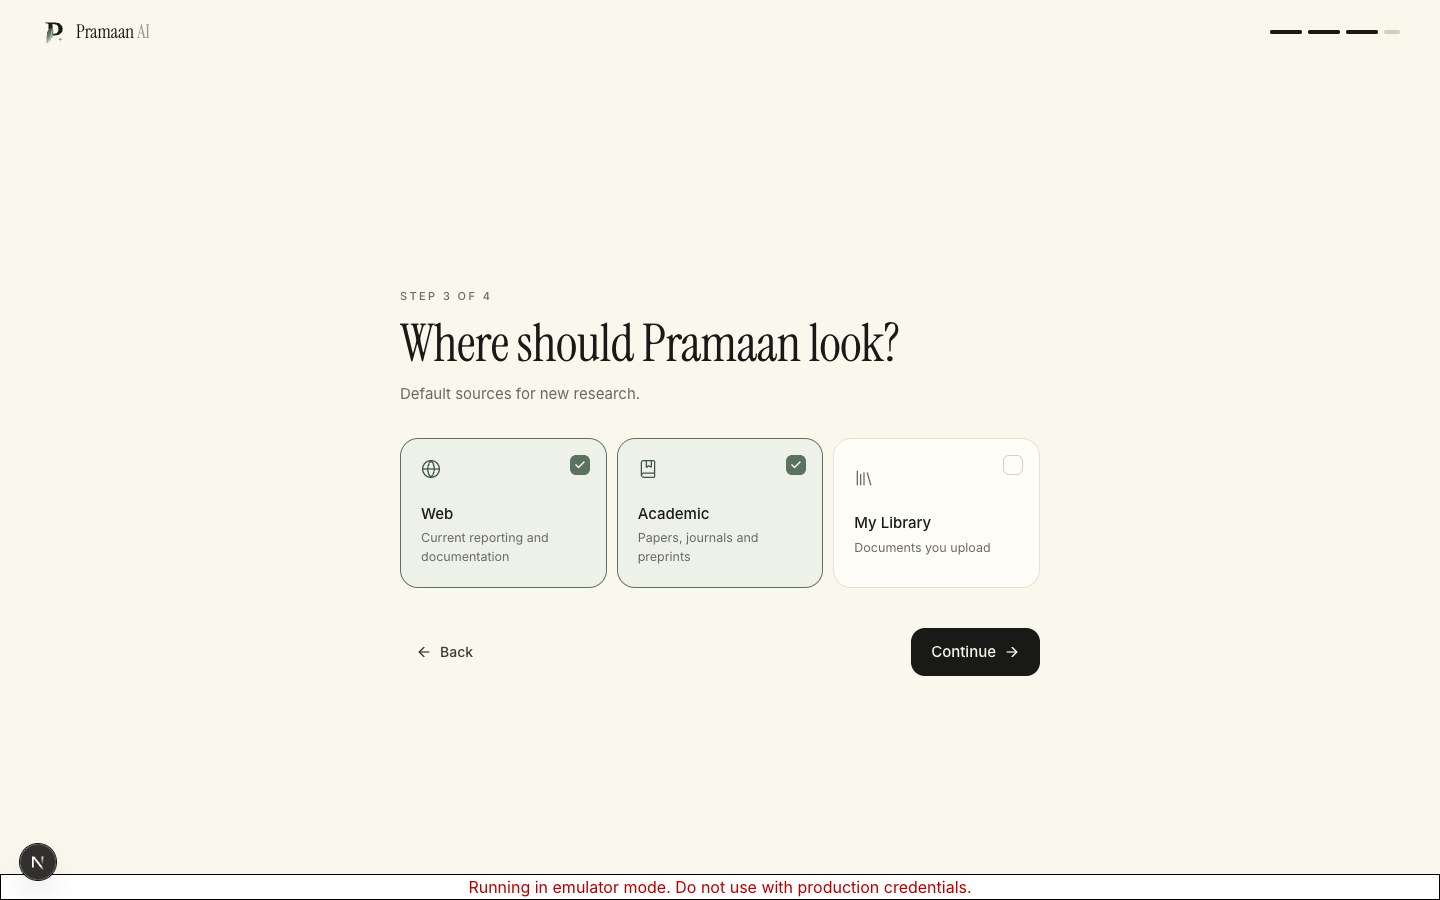 Pramaan AI
STEP 3 OF 4
Where should Pramaan look?
Default sources for new research.
Web
Current reporting and
documentation
Academic
Papers, journals and
preprints
My Library
Documents you upload
Back
Continue
Running in emulator mode. Do not use with production credentials.